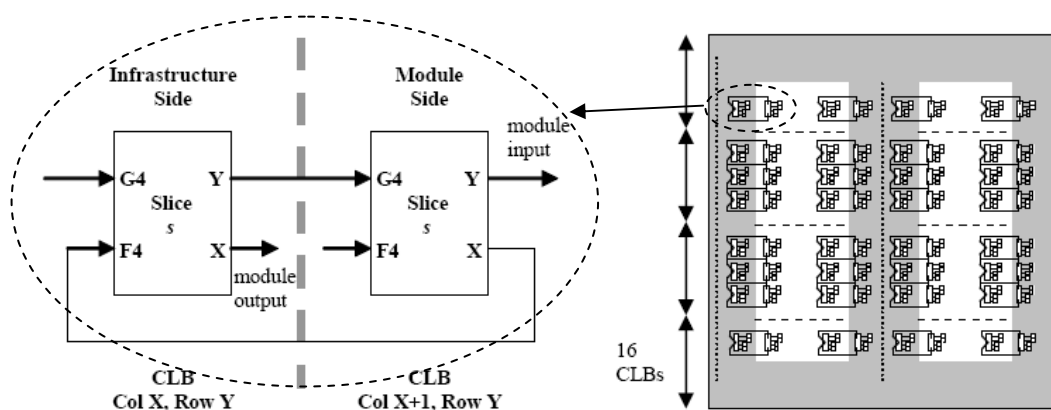 Infrastructure
Side
Module
Side
module
input
G4 Y
Slice
s
F4 X
module
output
G4 Y
Slice
s
F4 X
CLB
Col X, Row Y
CLB
Col X+1, Row Y
16
CLBs